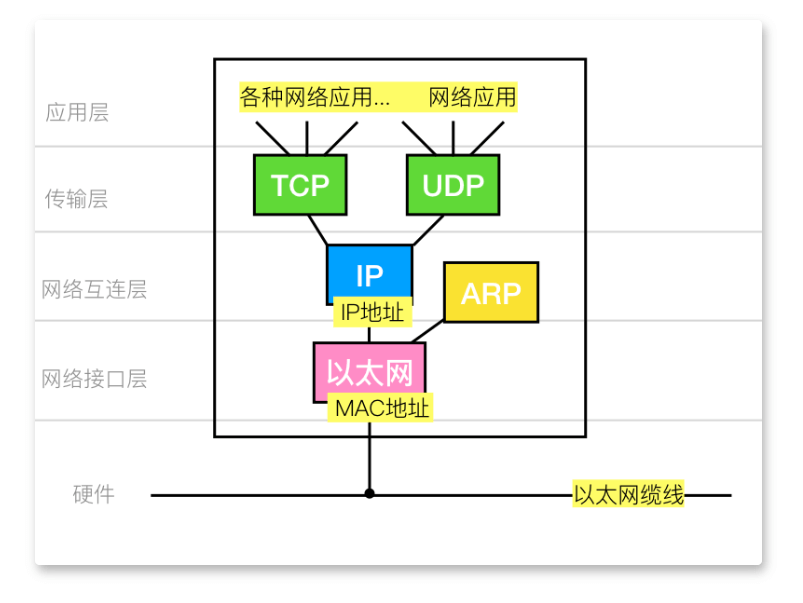 各种网络应用... 网络应用
应用层
传输层
TCP
UDP
网络互连层
IP
ARP
IP地址
网络接口层
以太网
MAC地址
硬件
以太网缆线